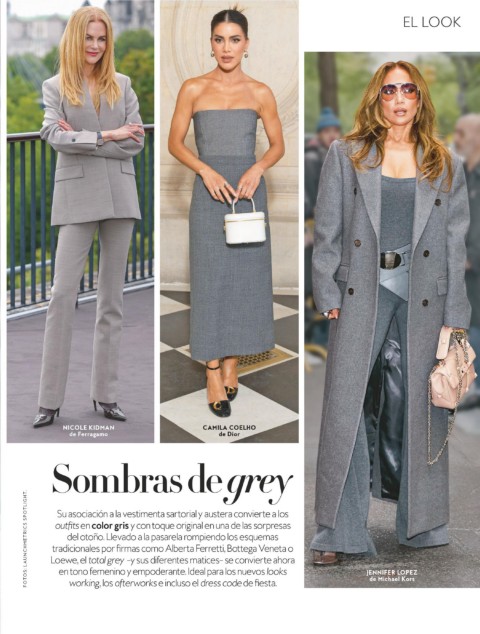 EL LOOK
NICOLE KIDMAN
de Ferragamo
CAMILA COELHO
de Dior
JENNIFER LOPEZ
de Michael Kors
Sombras de grey
Su asociación a la vestimenta sartorial y austera convierte a los
outfits en color gris y con toque original en una de las sorpresas
del otoño. Llevado a la pasarela rompiendo los esquemas
tradicionales por firmas como Alberta Ferretti, Bottega Veneta o
Loewe, el total grey -y sus diferentes matices- se convierte ahora
en tono femenino y empoderante. Ideal para los nuevos looks
working, los afterworks e incluso el dress code de fiesta.
FOTOS: LAUNCHMETRICS SPOTLIGHT.